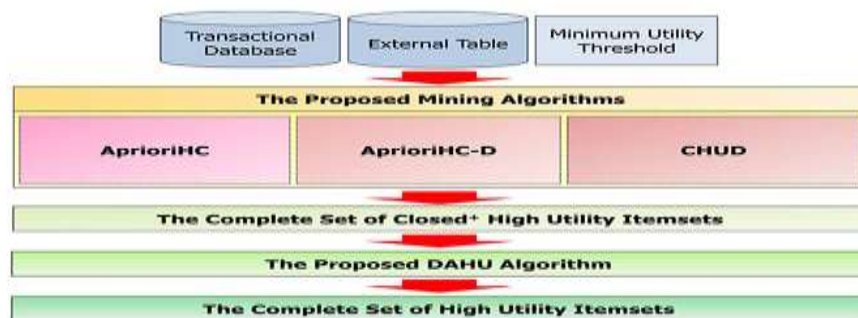 Transactional
Database
External Table
Minimum Utility
Threshold
The Proposed Mining Algorithms
AprioriHC
AprioriHC-D
CHUD
The Complete Set of Closed⁺ High Utility Itemsets
The Proposed DAHU Algorithm
The Complete Set of High Utility Itemsets